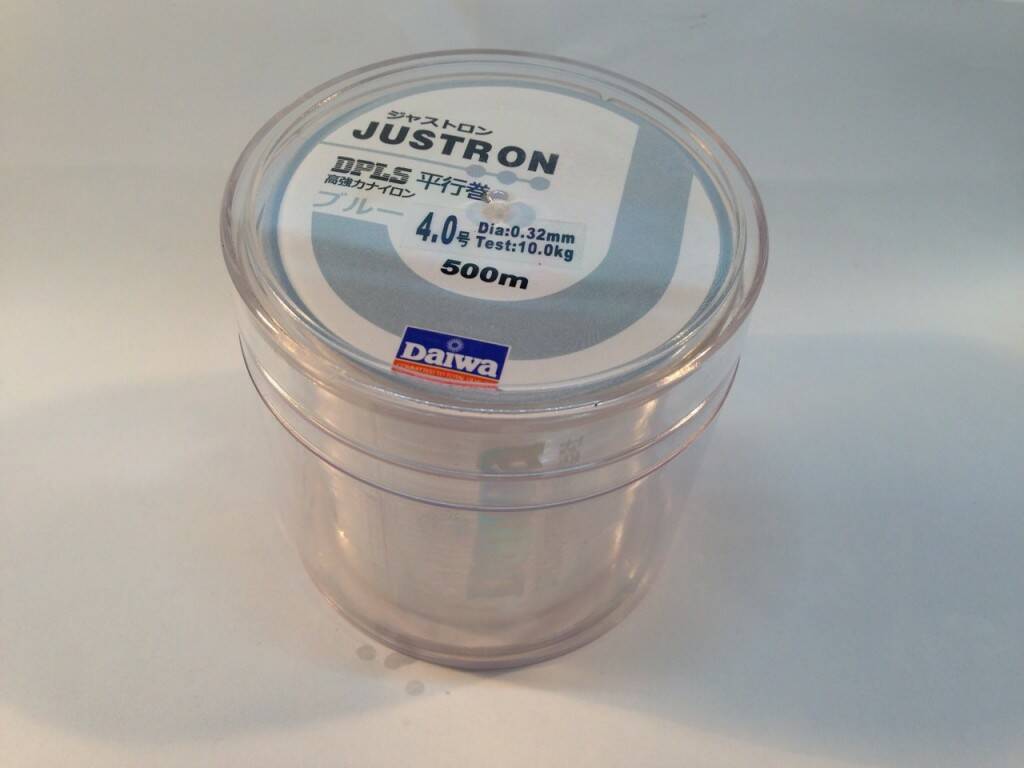 ジャストロン
JUSTRON
DPLS 平行巻
高強力ナイロン
ブルー
4.0号 Dia:0.32mm
Test:10.0kg
500m
Daiwa